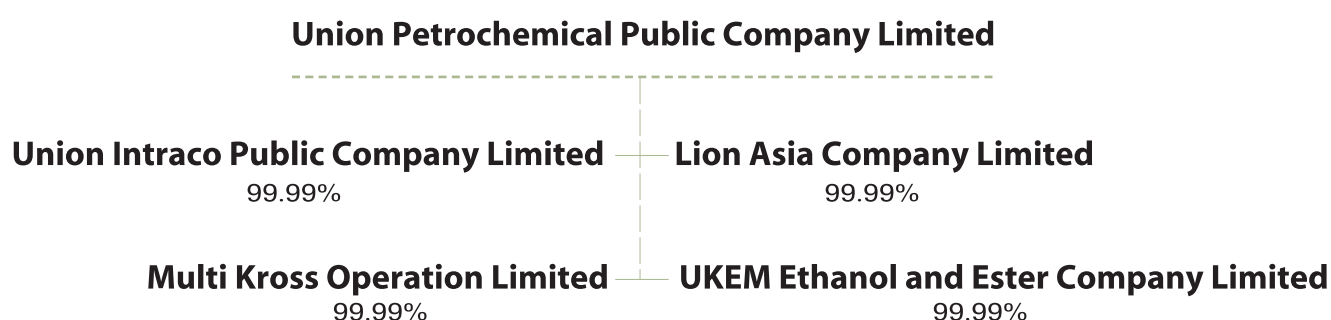 Union Petrochemical Public Company Limited
Union Intraco Public Company Limited
99.99%
Lion Asia Company Limited
99.99%
Multi Kross Operation Limited
99.99%
UKEM Ethanol and Ester Company Limited
99.99%